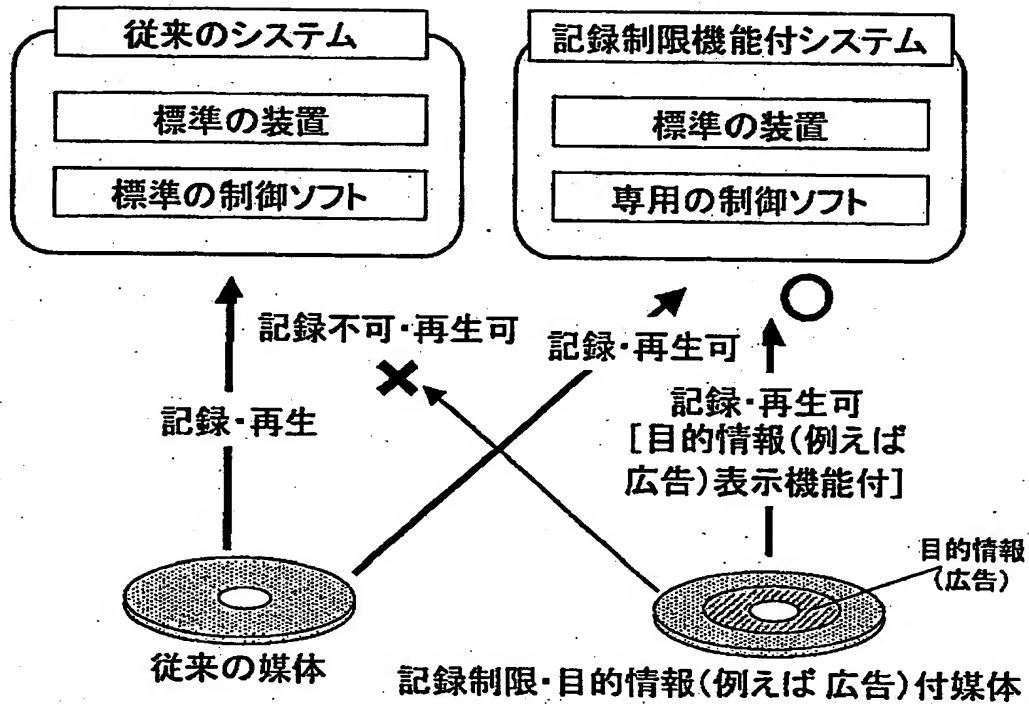 従来のシステム
標準の装置
標準の制御ソフト
記録制限機能付システム
標準の装置
専用の制御ソフト
記録不可・再生可
記録・再生可
記録・再生
記録・再生可
[目的情報(例えば
広告)表示機能付]
目的情報
(広告)
従来の媒体
記録制限・目的情報(例えば 広告)付媒体